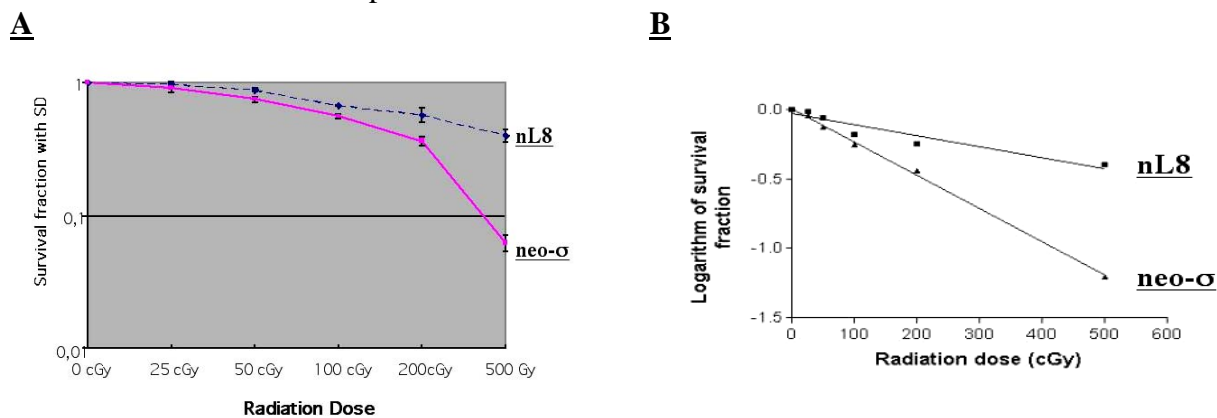 A
B
Survival fraction with SD
1
0,1
0,01
nL8
neo-σ
0 cGy 25 cGy 50 cGy 100 cGy 200cGy 500 Gy
Radiation Dose
Logarithm of survival
fraction
0.0
-0.5
-1.0
-1.5
nL8
neo-σ
0 100 200 300 400 500 600
Radiation dose (cGy)